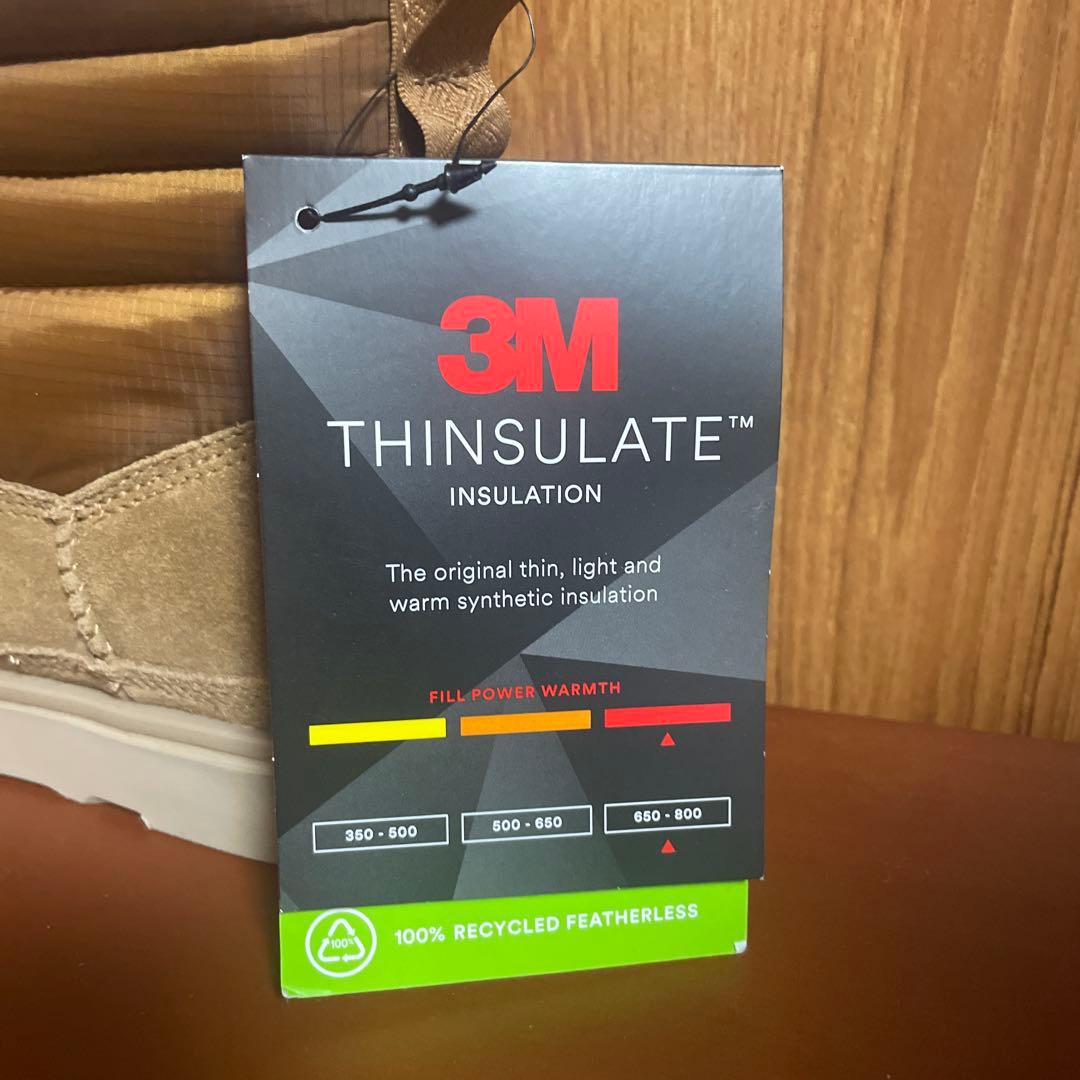 3M
THINSULATE™
INSULATION
The original thin, light and
warm synthetic insulation
FILL POWER WARMTH
350 - 500
500 - 650
650 - 800
100%
100% RECYCLED FEATHERLESS